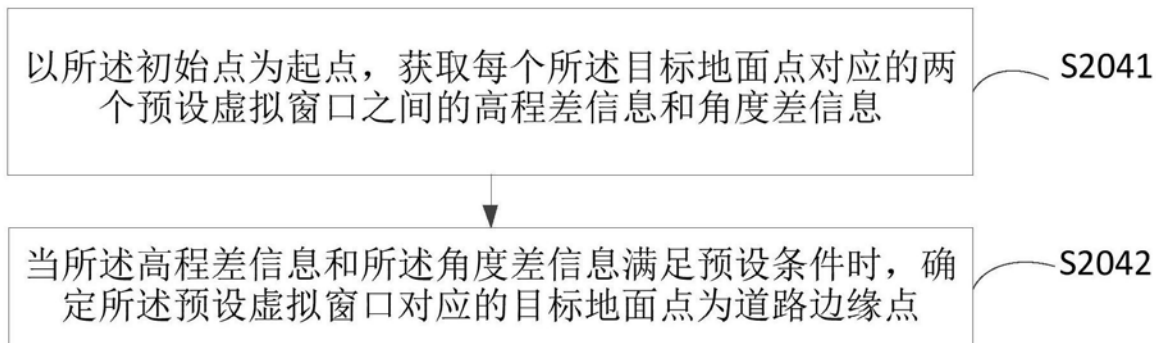 以所述初始点为起点，获取每个所述目标地面点对应的两
个预设虚拟窗口之间的高程差信息和角度差信息
S2041
当所述高程差信息和所述角度差信息满足预设条件时，确
定所述预设虚拟窗口对应的目标地面点为道路边缘点
S2042